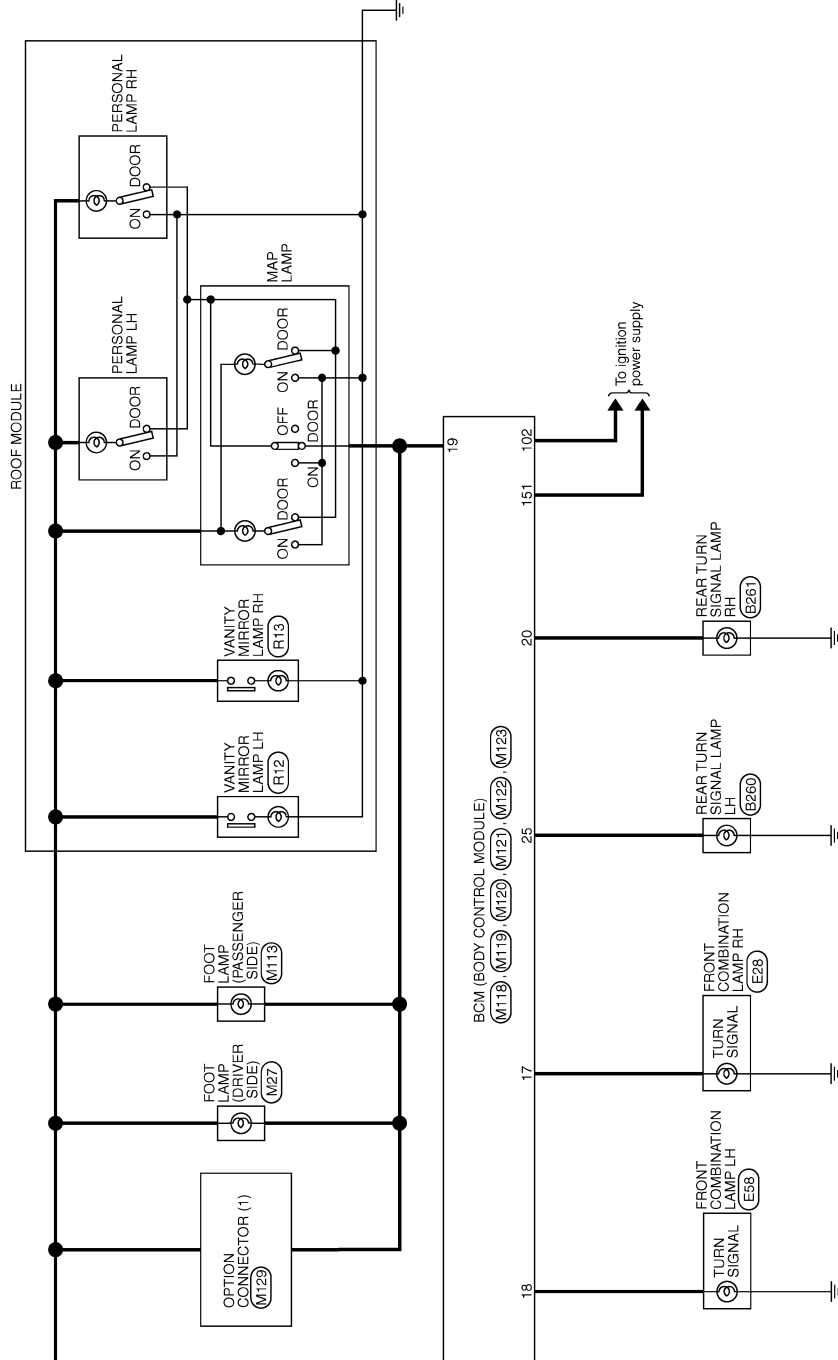 ROOF MODULE
PERSONAL
LAMP RH
DOOR
ON
PERSONAL
LAMP LH
DOOR
ON
MAP
LAMP
DOOR
ON
OFF
DOOR
ON
DOOR
ON
VANITY
MIRROR
LAMP RH
R13
VANITY
MIRROR
LAMP LH
R12
FOOT
LAMP
(PASSENGER
SIDE)
M113
FOOT
LAMP
(DRIVER
SIDE)
M27
OPTION
CONNECTOR (1)
M129
19
BCM (BODY CONTROL MODULE)
M118 , M119 , M120 , M121 , M122 , M123
102
151
20
25
17
18
To ignition
power supply
REAR TURN
SIGNAL LAMP
RH
B261
REAR TURN
SIGNAL LAMP
LH
B260
FRONT
COMBINATION
LAMP RH
E28
TURN
SIGNAL
FRONT
COMBINATION
LAMP LH
E58
TURN
SIGNAL